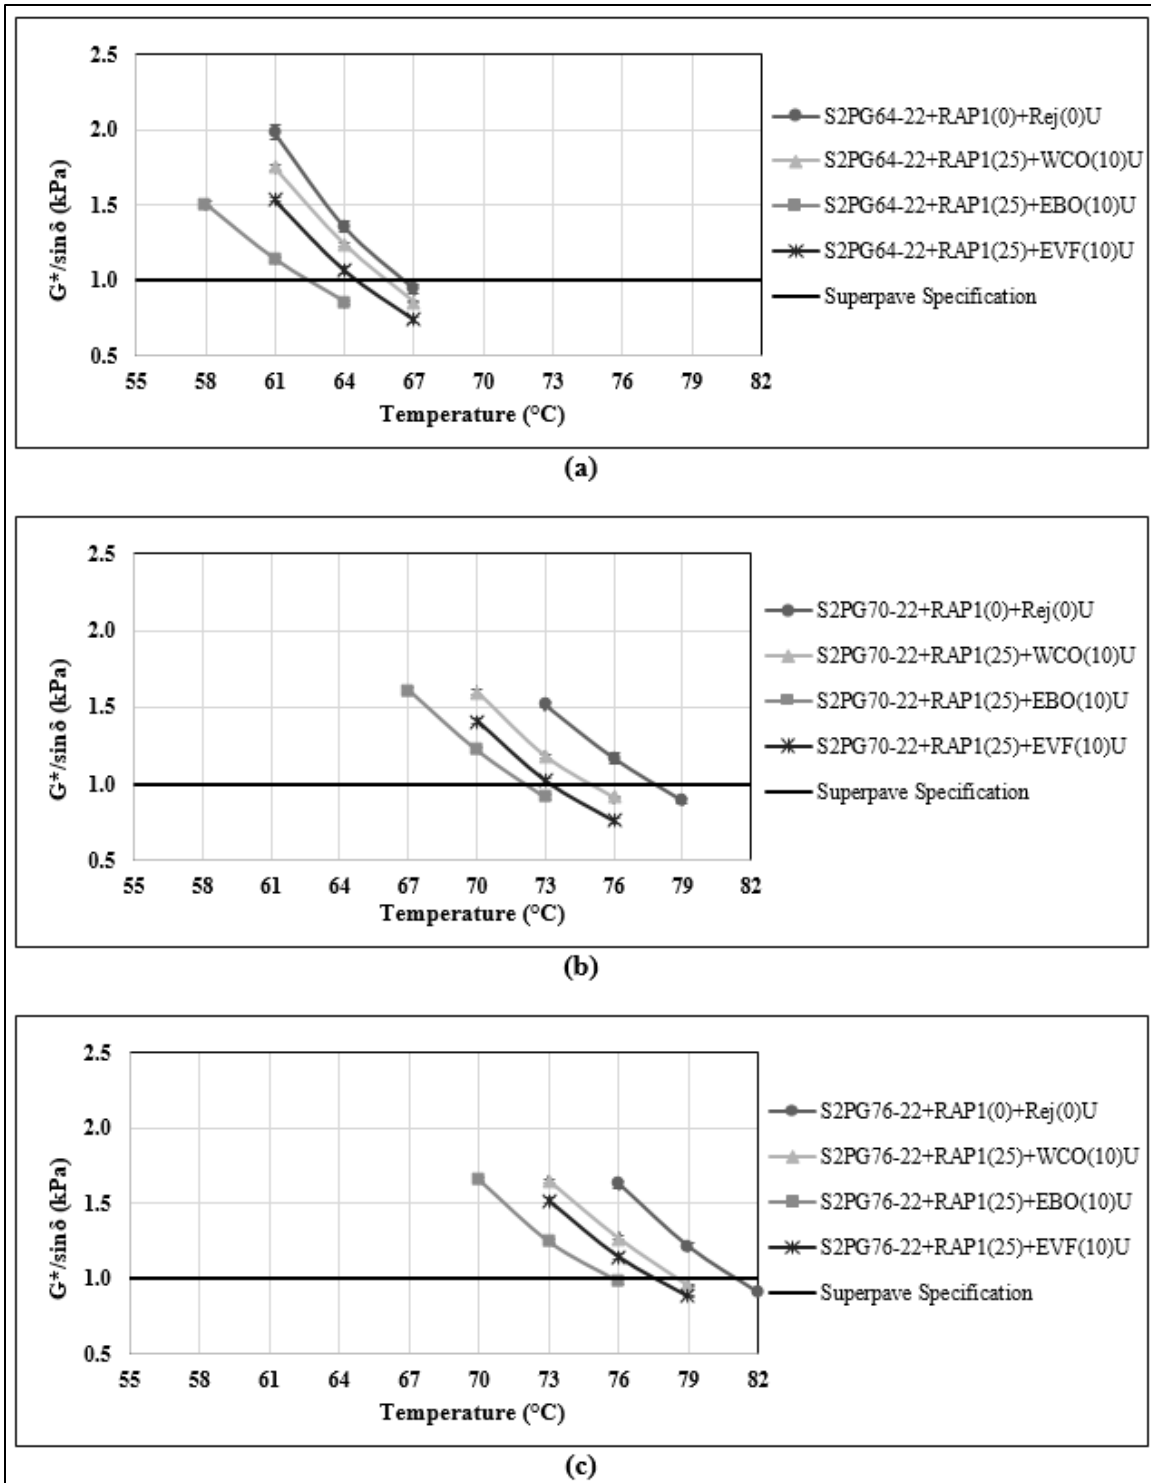 2.5
2.0
1.5
1.0
0.5
G*/sinδ (kPa)
55 58 61 64 67 70 73 76 79 82
Temperature (°C)
S2PG64-22+RAP1(0)+Rej(0)U
S2PG64-22+RAP1(25)+WCO(10)U
S2PG64-22+RAP1(25)+EBO(10)U
S2PG64-22+RAP1(25)+EVF(10)U
Superpave Specification
(a)
2.5
2.0
1.5
1.0
0.5
G*/sinδ (kPa)
55 58 61 64 67 70 73 76 79 82
Temperature (°C)
S2PG70-22+RAP1(0)+Rej(0)U
S2PG70-22+RAP1(25)+WCO(10)U
S2PG70-22+RAP1(25)+EBO(10)U
S2PG70-22+RAP1(25)+EVF(10)U
Superpave Specification
(b)
2.5
2.0
1.5
1.0
0.5
G*/sinδ (kPa)
55 58 61 64 67 70 73 76 79 82
Temperature (°C)
S2PG76-22+RAP1(0)+Rej(0)U
S2PG76-22+RAP1(25)+WCO(10)U
S2PG76-22+RAP1(25)+EBO(10)U
S2PG76-22+RAP1(25)+EVF(10)U
Superpave Specification
(c)